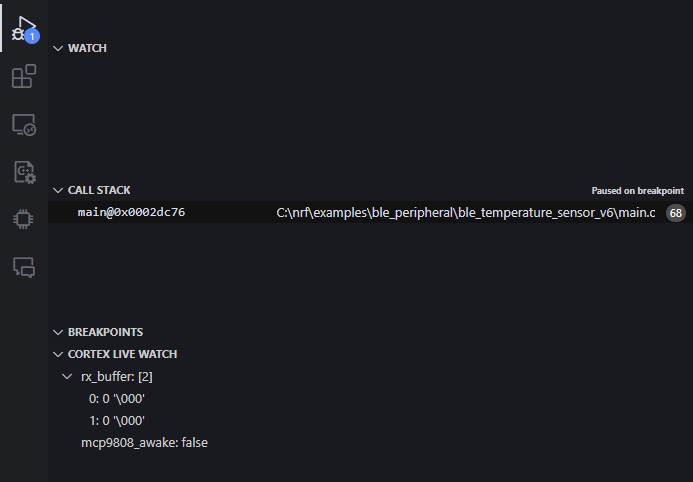 1
WATCH
CALL STACK Paused on breakpoint
main@0x0002dc76 C:\nrf\examples\ble_peripheral\ble_temperature_sensor_v6\main.c 68
BREAKPOINTS
CORTEX LIVE WATCH
rx_buffer: [2]
0: 0 '\000'
1: 0 '\000'
mcp9808_awake: false